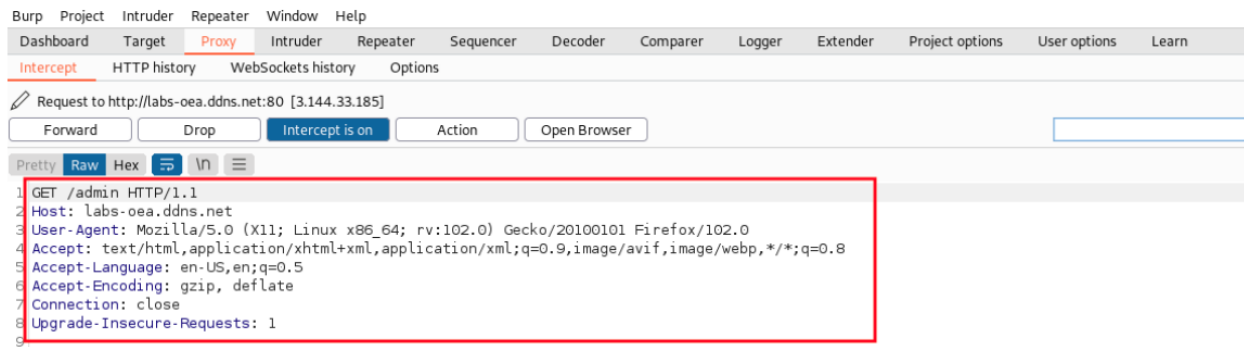 Burp Project Intruder Repeater Window Help
Dashboard Target Proxy Intruder Repeater Sequencer Decoder Comparer Logger Extender Project options User options Learn
Intercept HTTP history WebSockets history Options
Request to http://labs-oea.ddns.net:80 [3.144.33.185]
Forward Drop Intercept is on Action Open Browser
Pretty Raw Hex \n
1 GET /admin HTTP/1.1
2 Host: labs-oea.ddns.net
3 User-Agent: Mozilla/5.0 (X11; Linux x86_64; rv:102.0) Gecko/20100101 Firefox/102.0
4 Accept: text/html,application/xhtml+xml,application/xml;q=0.9,image/avif,image/webp,*/*;q=0.8
5 Accept-Language: en-US,en;q=0.5
6 Accept-Encoding: gzip, deflate
7 Connection: close
8 Upgrade-Insecure-Requests: 1
9